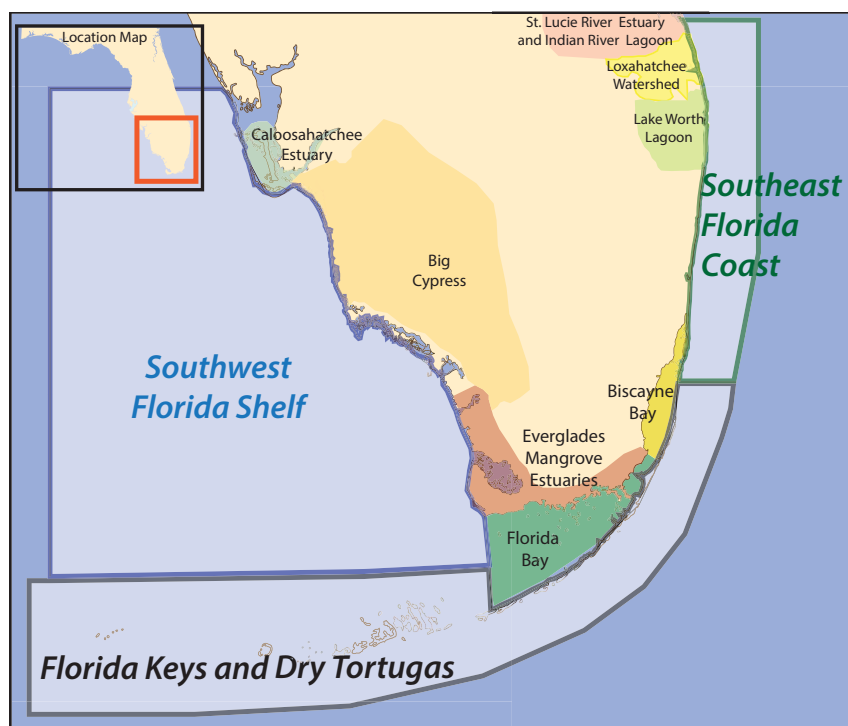 Location Map
St. Lucie River Estuary
and Indian River Lagoon
Loxahatchee
Watershed
Lake Worth
Lagoon
Caloosahatchee
Estuary
Southeast
Florida
Coast
Big
Cypress
Southwest
Florida Shelf
Biscayne
Bay
Everglades
Mangrove
Estuaries
Florida
Bay
Florida Keys and Dry Tortugas